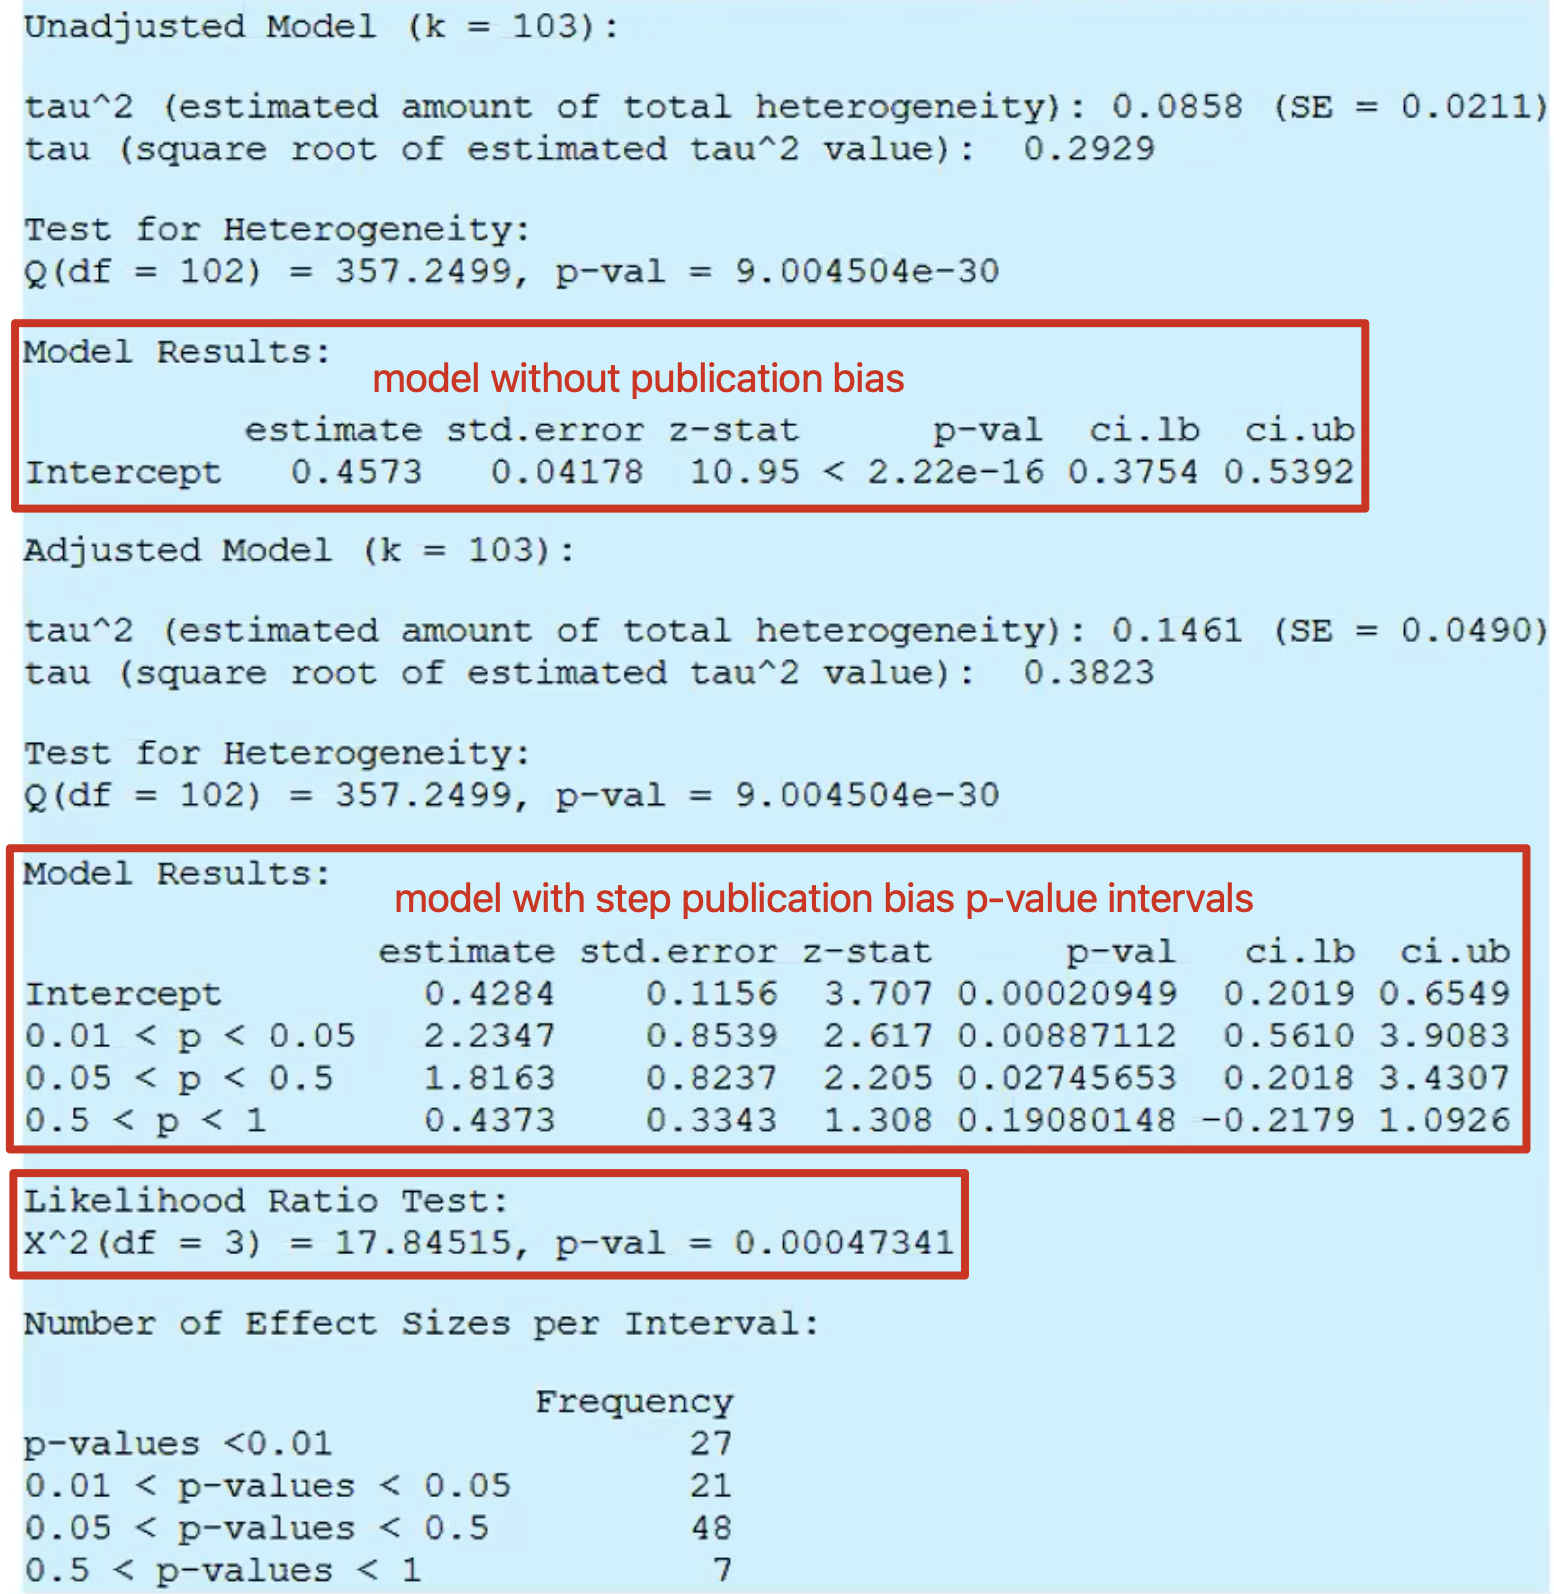 Unadjusted Model (k = 103):
tau^2 (estimated amount of total heterogeneity): 0.0858 (SE = 0.0211)
tau (square root of estimated tau^2 value):  0.2929
Test for Heterogeneity:
Q(df = 102) = 357.2499, p-val = 9.004504e-30
Model Results:
model without publication bias
estimate std.error z-stat p-val ci.lb ci.ub
Intercept 0.4573 0.04178 10.95 < 2.22e-16 0.3754 0.5392
Adjusted Model (k = 103):
tau^2 (estimated amount of total heterogeneity): 0.1461 (SE = 0.0490)
tau (square root of estimated tau^2 value):  0.3823
Test for Heterogeneity:
Q(df = 102) = 357.2499, p-val = 9.004504e-30
Model Results:
model with step publication bias p-value intervals
estimate std.error z-stat p-val ci.lb ci.ub
Intercept 0.4284 0.1156 3.707 0.00020949 0.2019 0.6549
0.01 < p < 0.05 2.2347 0.8539 2.617 0.00887112 0.5610 3.9083
0.05 < p < 0.5 1.8163 0.8237 2.205 0.02745653 0.2018 3.4307
0.5 < p < 1 0.4373 0.3343 1.308 0.19080148 -0.2179 1.0926
Likelihood Ratio Test:
X^2(df = 3) = 17.84515, p-val = 0.00047341
Number of Effect Sizes per Interval:
Frequency
p-values <0.01 27
0.01 < p-values < 0.05 21
0.05 < p-values < 0.5 48
0.5 < p-values < 1 7